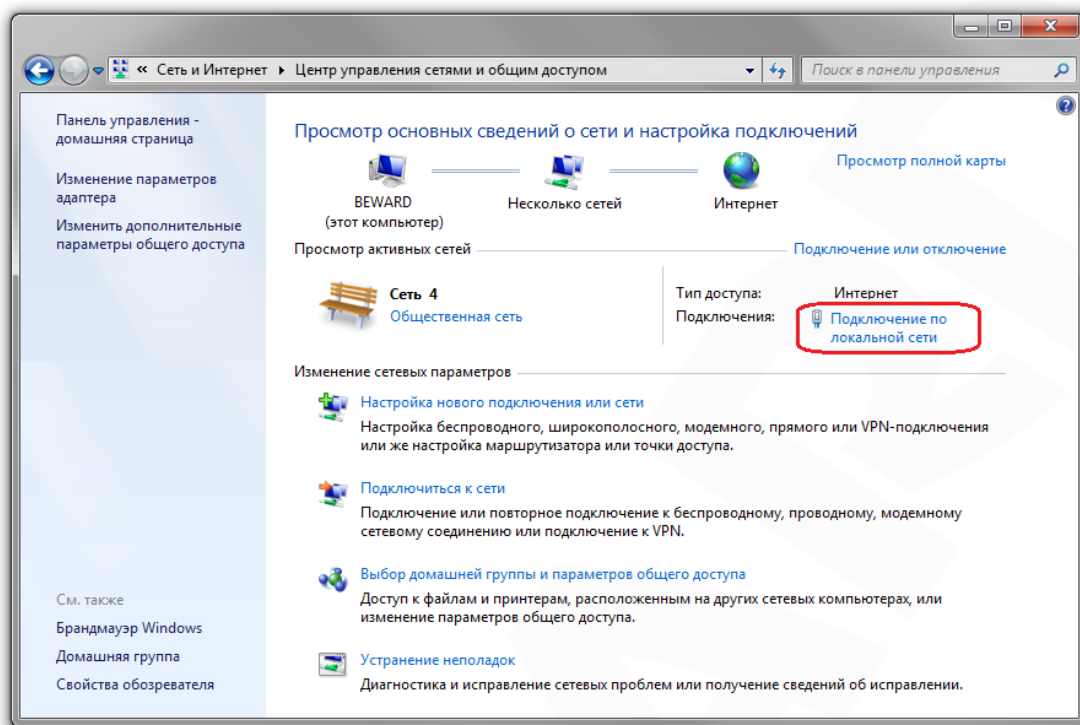 « Сеть и Интернет ▸ Центр управления сетями и общим доступом
Поиск в панели управления
Панель управления -
домашняя страница
Изменение параметров
адаптера
Изменить дополнительные
параметры общего доступа
См. также
Брандмауэр Windows
Домашняя группа
Свойства обозревателя
Просмотр основных сведений о сети и настройка подключений
Просмотр полной карты
BEWARD
(этот компьютер)
Несколько сетей
Интернет
Просмотр активных сетей
Подключение или отключение
Сеть 4
Общественная сеть
Тип доступа: Интернет
Подключения: Подключение по
локальной сети
Изменение сетевых параметров
Настройка нового подключения или сети
Настройка беспроводного, широкополосного, модемного, прямого или VPN-подключения
или же настройка маршрутизатора или точки доступа.
Подключиться к сети
Подключение или повторное подключение к беспроводному, проводному, модемному
сетевому соединению или подключение к VPN.
Выбор домашней группы и параметров общего доступа
Доступ к файлам и принтерам, расположенным на других сетевых компьютерах, или
изменение параметров общего доступа.
Устранение неполадок
Диагностика и исправление сетевых проблем или получение сведений об исправлении.